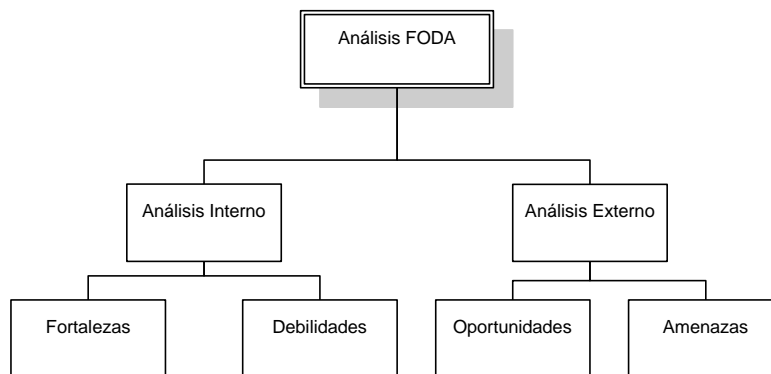 Análisis FODA
Análisis Interno
Análisis Externo
Fortalezas
Debilidades
Oportunidades
Amenazas